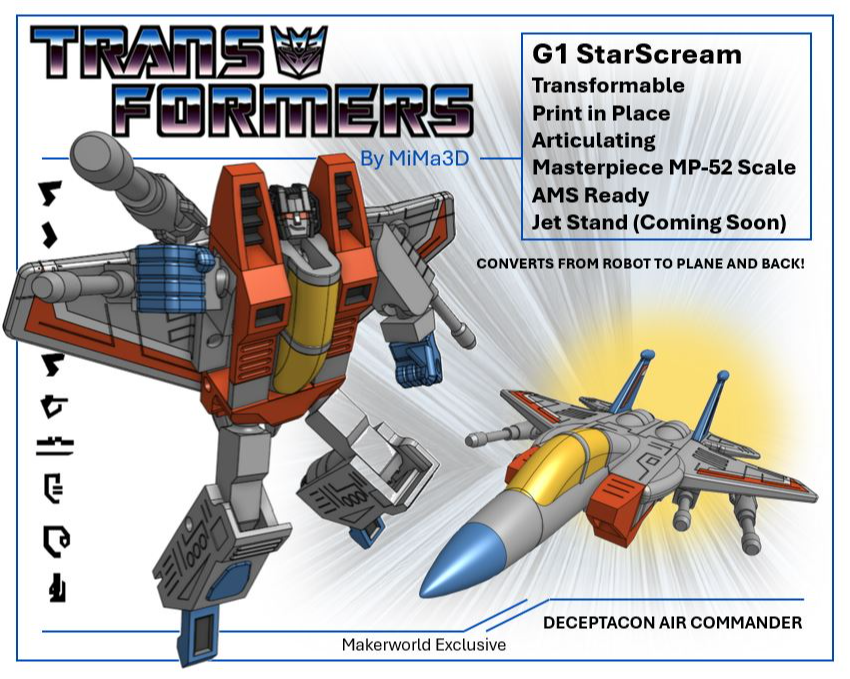 TRANS
FORMERS
By MiMa3D
G1 StarScream
Transformable
Print in Place
Articulating
Masterpiece MP-52 Scale
AMS Ready
Jet Stand (Coming Soon)
CONVERTS FROM ROBOT TO PLANE AND BACK!
DECEPTACON AIR COMMANDER
Makerworld Exclusive